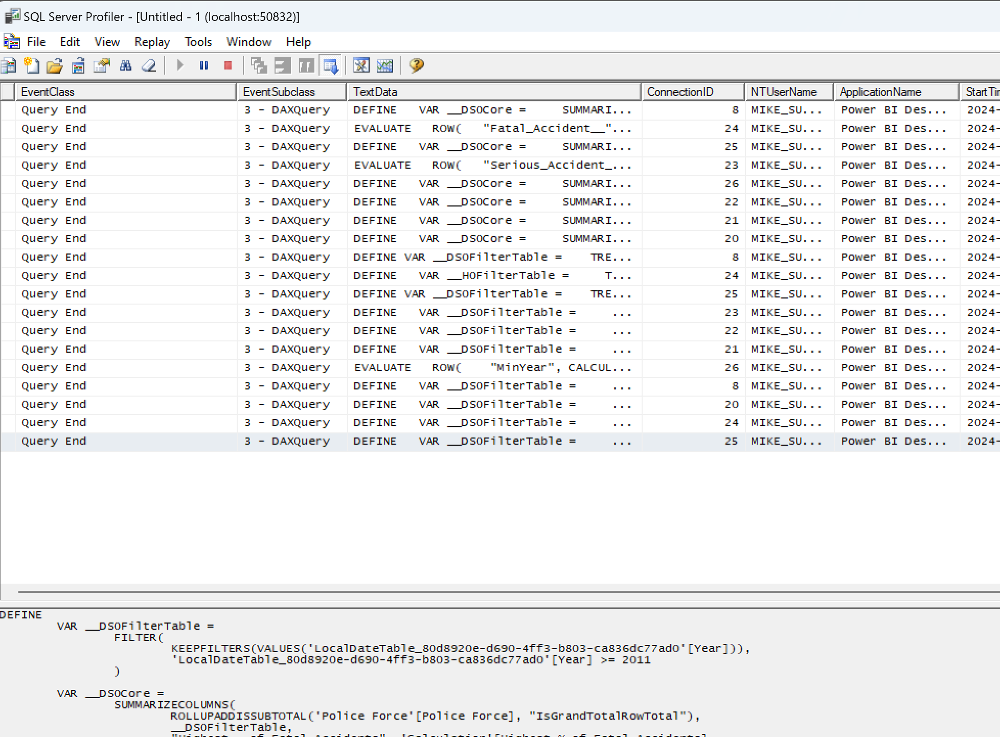 SQL Server Profiler - [Untitled - 1 (localhost:50832)]
File Edit View Replay Tools Window Help
EventClass EventSubclass TextData ConnectionID NTUserName ApplicationName StartTi
Query End 3 - DAXQuery DEFINE VAR __DS0Core = SUMMARI... 8 MIKE_SU... Power BI Des... 2024-
Query End 3 - DAXQuery EVALUATE ROW( "Fatal_Accident__"... 24 MIKE_SU... Power BI Des... 2024-
Query End 3 - DAXQuery DEFINE VAR __DS0Core = SUMMARI... 25 MIKE_SU... Power BI Des... 2024-
Query End 3 - DAXQuery EVALUATE ROW( "Serious_Accident_... 23 MIKE_SU... Power BI Des... 2024-
Query End 3 - DAXQuery DEFINE VAR __DS0Core = SUMMARI... 26 MIKE_SU... Power BI Des... 2024-
Query End 3 - DAXQuery DEFINE VAR __DS0Core = SUMMARI... 22 MIKE_SU... Power BI Des... 2024-
Query End 3 - DAXQuery DEFINE VAR __DS0Core = SUMMARI... 21 MIKE_SU... Power BI Des... 2024-
Query End 3 - DAXQuery DEFINE VAR __DS0Core = SUMMARI... 20 MIKE_SU... Power BI Des... 2024-
Query End 3 - DAXQuery DEFINE VAR __DS0FilterTable = TRE... 8 MIKE_SU... Power BI Des... 2024-
Query End 3 - DAXQuery DEFINE VAR __H0FilterTable = T... 24 MIKE_SU... Power BI Des... 2024-
Query End 3 - DAXQuery DEFINE VAR __DS0FilterTable = TRE... 25 MIKE_SU... Power BI Des... 2024-
Query End 3 - DAXQuery DEFINE VAR __DS0FilterTable = ... 23 MIKE_SU... Power BI Des... 2024-
Query End 3 - DAXQuery DEFINE VAR __DS0FilterTable = ... 22 MIKE_SU... Power BI Des... 2024-
Query End 3 - DAXQuery DEFINE VAR __DS0FilterTable = ... 21 MIKE_SU... Power BI Des... 2024-
Query End 3 - DAXQuery EVALUATE ROW( "MinYear", CALCUL... 26 MIKE_SU... Power BI Des... 2024-
Query End 3 - DAXQuery DEFINE VAR __DS0FilterTable = ... 8 MIKE_SU... Power BI Des... 2024-
Query End 3 - DAXQuery DEFINE VAR __DS0FilterTable = ... 20 MIKE_SU... Power BI Des... 2024-
Query End 3 - DAXQuery DEFINE VAR __DS0FilterTable = ... 24 MIKE_SU... Power BI Des... 2024-
Query End 3 - DAXQuery DEFINE VAR __DS0FilterTable = ... 25 MIKE_SU... Power BI Des... 2024-
DEFINE
VAR __DS0FilterTable =
FILTER(
KEEPFILTERS(VALUES('LocalDateTable_80d8920e-d690-4ff3-b803-ca836dc77ad0'[Year])),
'LocalDateTable_80d8920e-d690-4ff3-b803-ca836dc77ad0'[Year] >= 2011
)
VAR __DS0Core =
SUMMARIZECOLUMNS(
ROLLUPADDISSUBTOTAL('Police Force'[Police Force], "IsGrandTotalRowTotal"),
__DS0FilterTable,